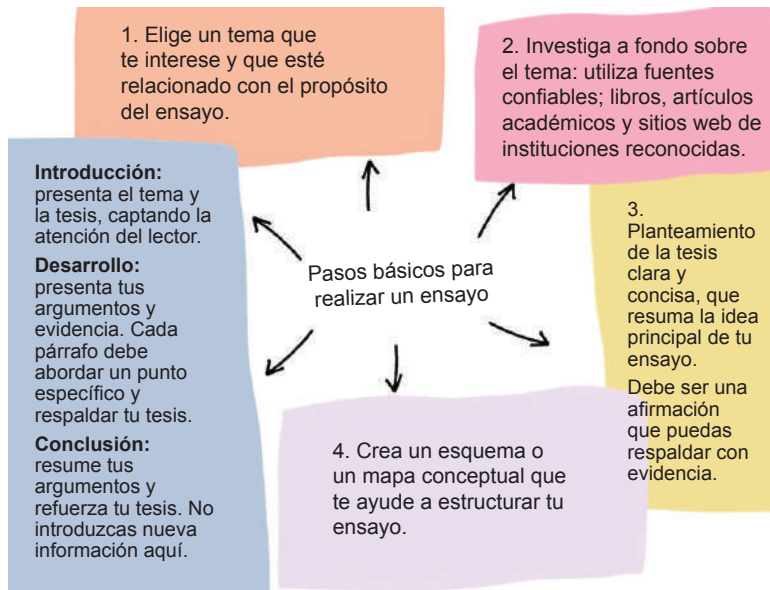 1. Elige un tema que
te interese y que esté
relacionado con el propósito
del ensayo.
2. Investiga a fondo sobre
el tema: utiliza fuentes
confiables; libros, artículos
académicos y sitios web de
instituciones reconocidas.
3.
Planteamiento
de la tesis
clara y
concisa, que
resuma la idea
principal de tu
ensayo.
Debe ser una
afirmación
que puedas
respaldar con
evidencia.
Pasos básicos para
realizar un ensayo
4. Crea un esquema o
un mapa conceptual que
te ayude a estructurar tu
ensayo.
Introducción:
presenta el tema y
la tesis, captando la
atención del lector.
Desarrollo:
presenta tus
argumentos y
evidencia. Cada
párrafo debe
abordar un punto
específico y
respaldar tu tesis.
Conclusión:
resume tus
argumentos y
refuerza tu tesis. No
introduzcas nueva
información aquí.